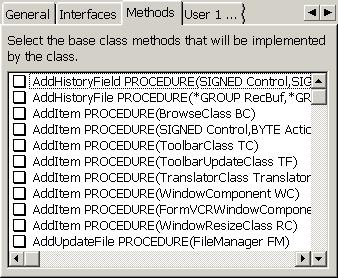 General Interfaces Methods User 1 ...
Select the base class methods that will be implemented
by the class.
AddHistoryField PROCEDURE(SIGNED Control,SIG
AddHistoryFile PROCEDURE(*GROUP RecBuf,*GR
AddItem PROCEDURE(BrowseClass BC)
AddItem PROCEDURE(SIGNED Control,BYTE Actio
AddItem PROCEDURE(ToolbarClass TC)
AddItem PROCEDURE(ToolbarUpdateClass TF)
AddItem PROCEDURE(TranslatorClass Translator
AddItem PROCEDURE(WindowComponent WC)
AddItem PROCEDURE(FormVCRWindowCompone
AddItem PROCEDURE(WindowResizeClass RC)
AddUpdateFile PROCEDURE(FileManager FM)